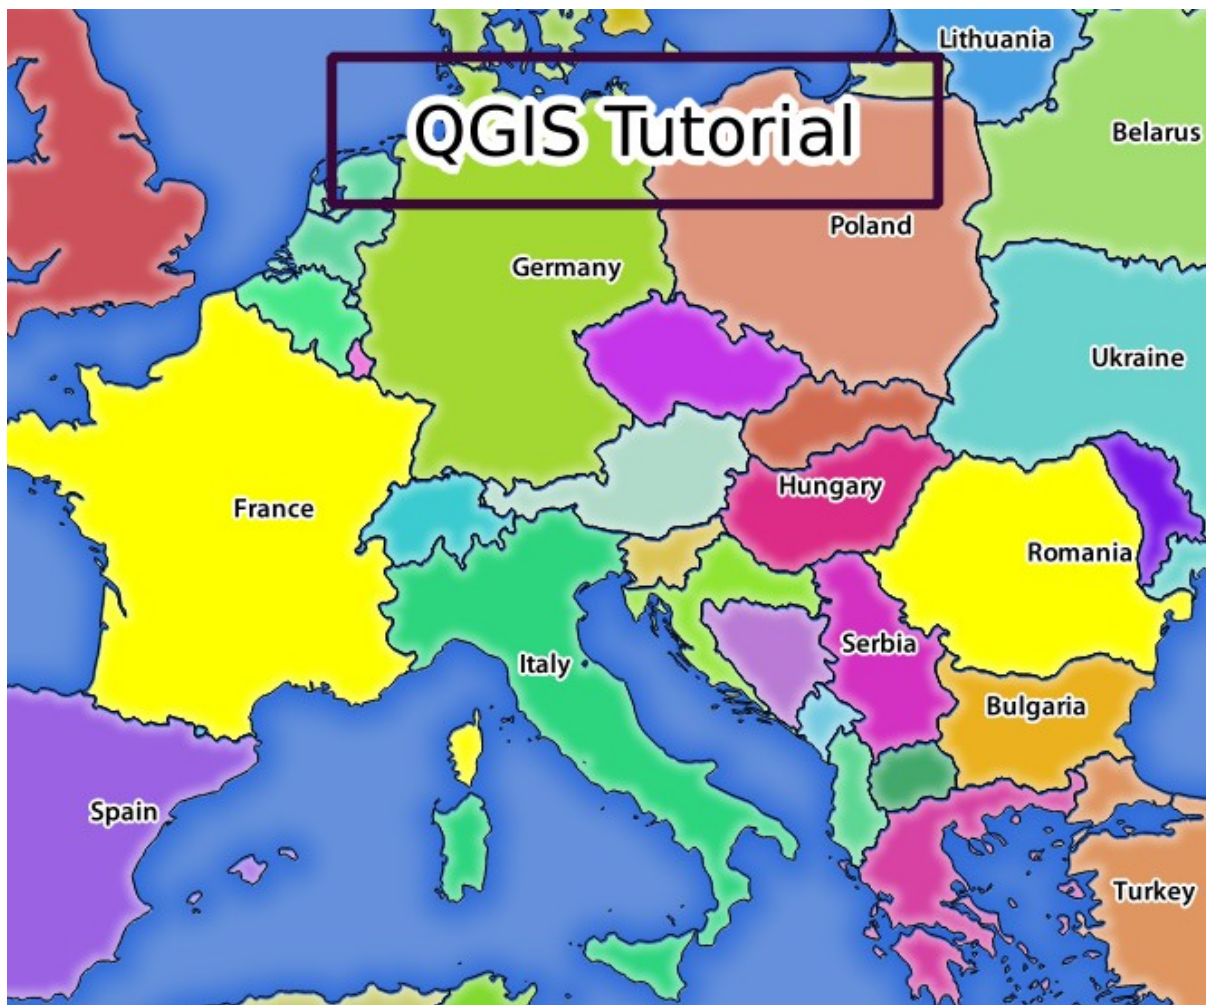 Lithuania
QGIS Tutorial
Belarus
Poland
Germany
Ukraine
Hungary
France
Romania
Serbia
Italy
Bulgaria
Spain
Turkey